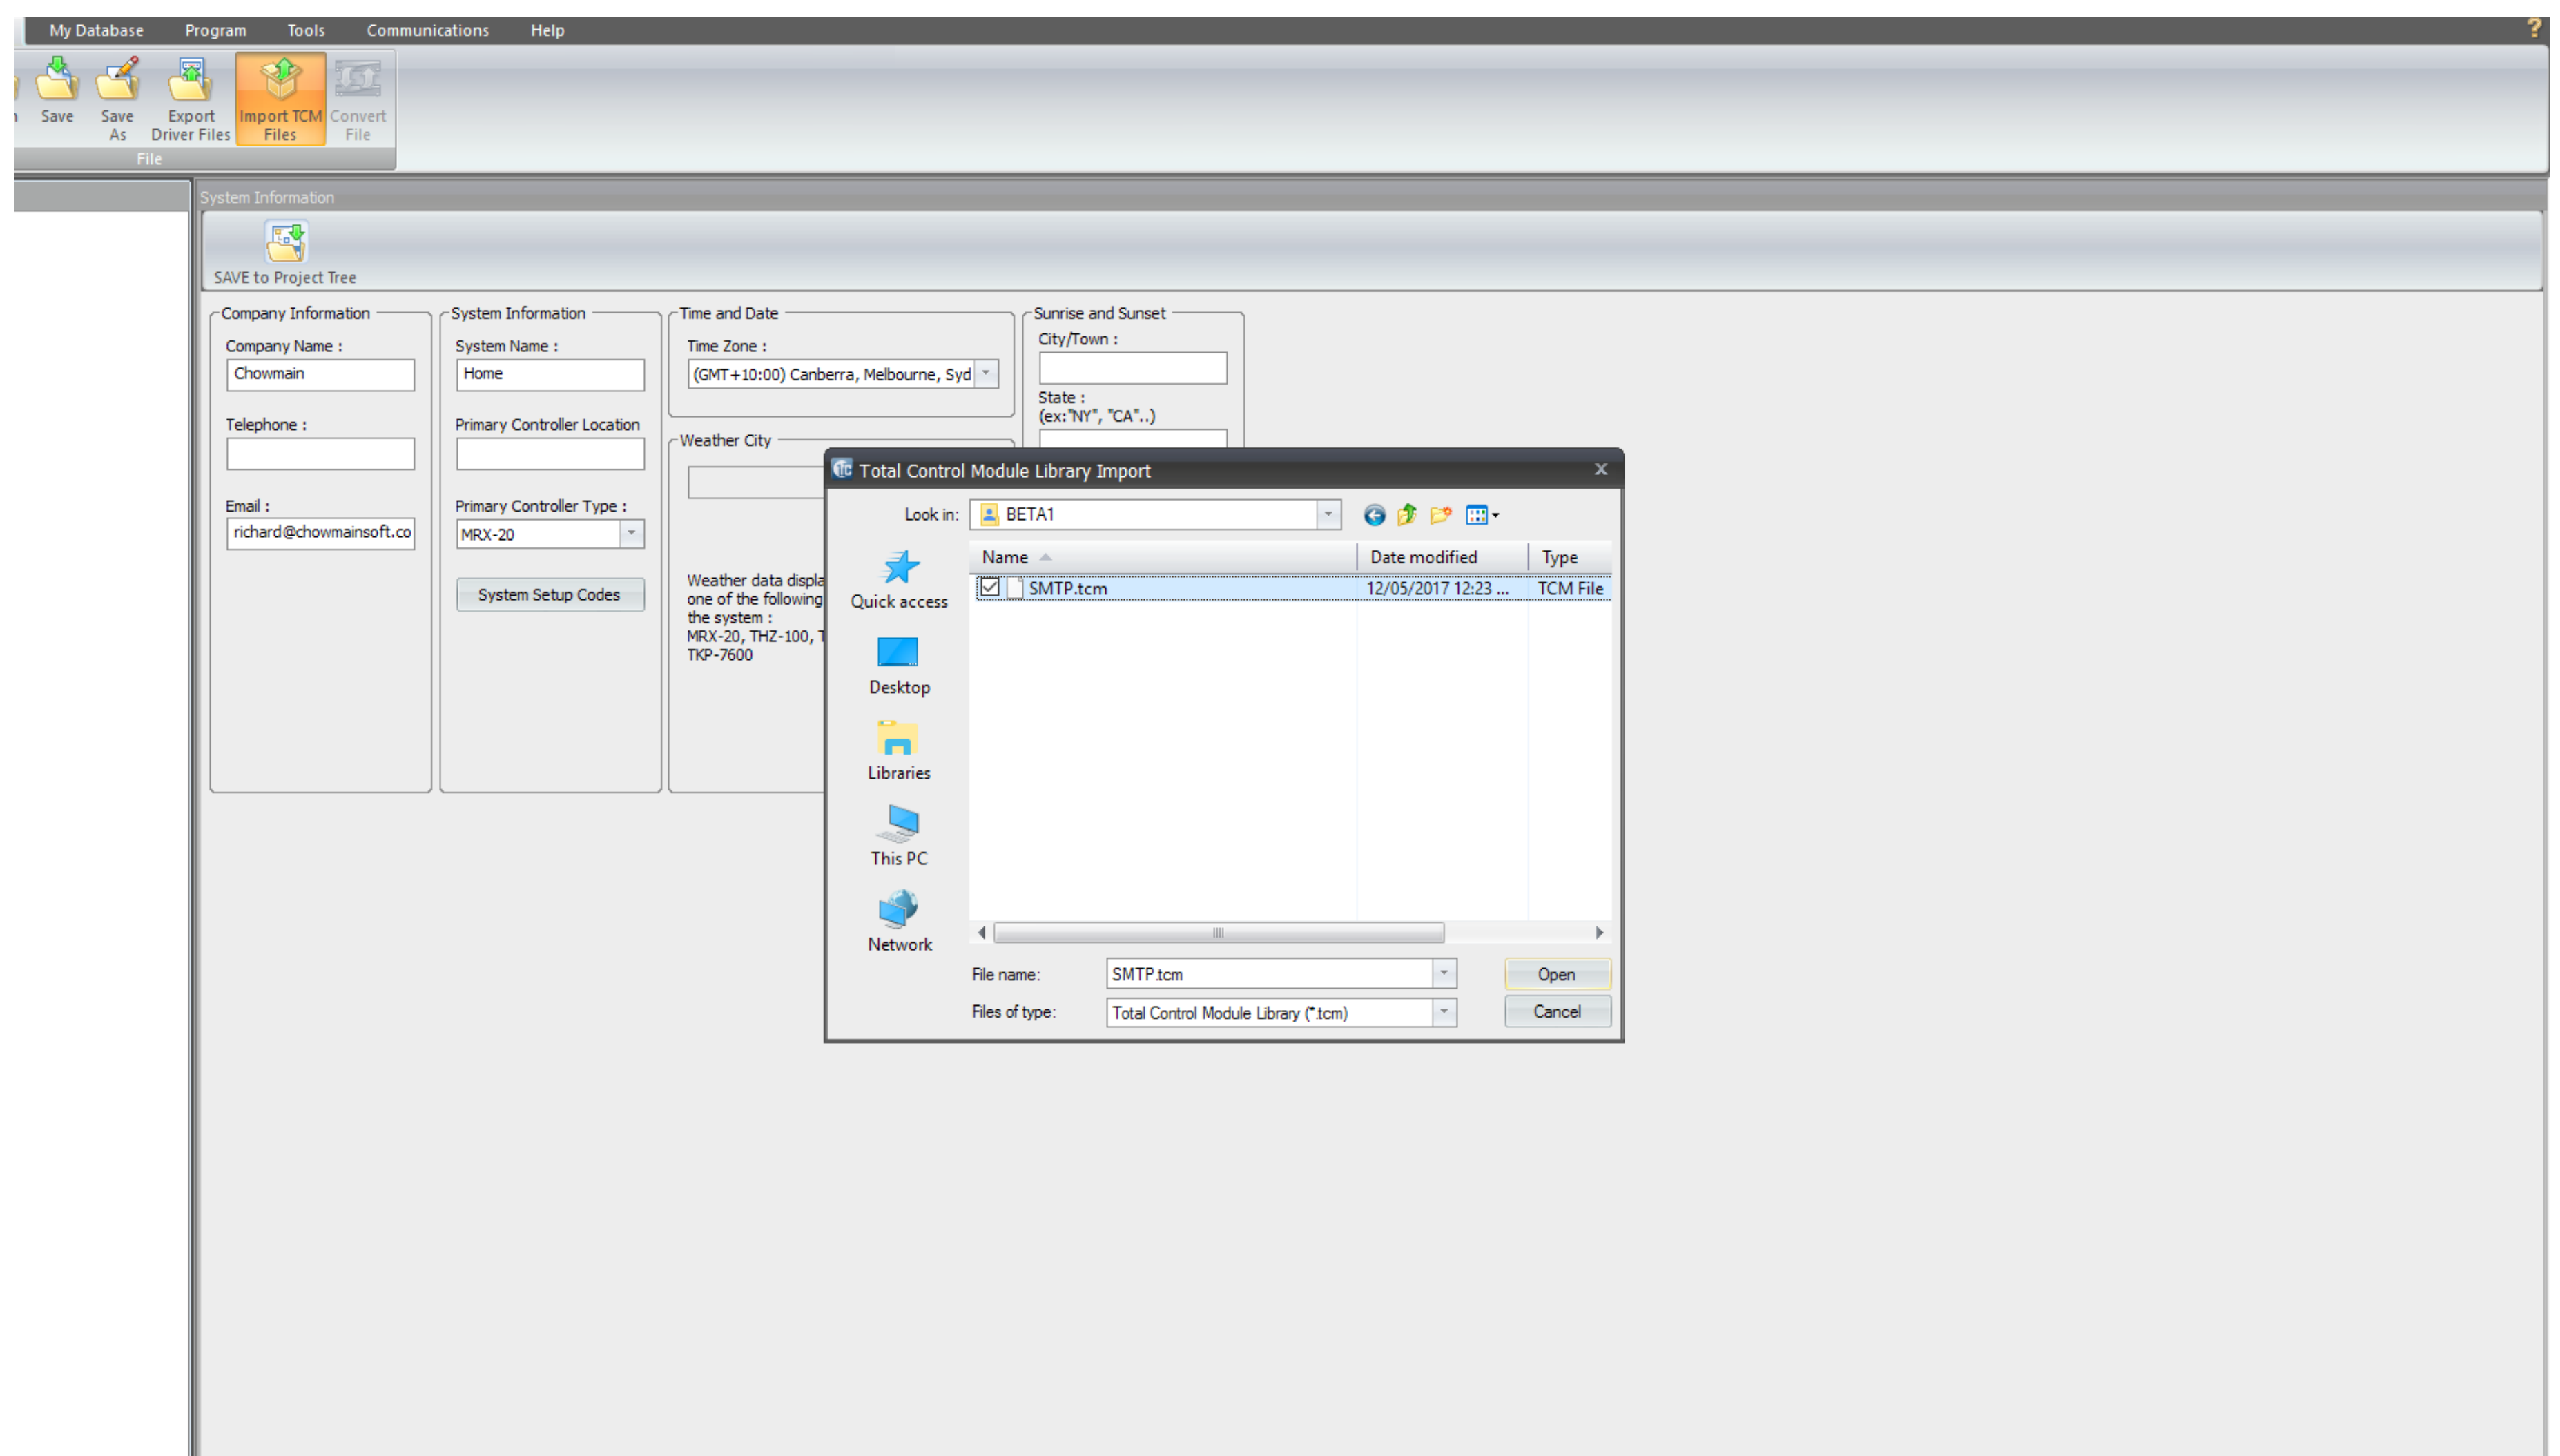 My Database Program Tools Communications Help
Save
Save As
Export Driver Files
Import TCM Files
Convert File
File
System Information
SAVE to Project Tree
Company Information
Company Name :
Chowmain
Telephone :
Email :
richard@chowmainsoft.co
System Information
System Name :
Home
Primary Controller Location
Primary Controller Type :
MRX-20
System Setup Codes
Time and Date
Time Zone :
(GMT+10:00) Canberra, Melbourne, Syd
Weather City
Weather data displa
one of the following
the system :
MRX-20, THZ-100, T
TKP-7600
Sunrise and Sunset
City/Town :
State :
(ex:"NY", "CA"..)
Total Control Module Library Import
Look in: BETA1
Name Date modified Type
SMTP.tcm 12/05/2017 12:23 ... TCM File
Quick access
Desktop
Libraries
This PC
Network
File name: SMTP.tcm Open
Files of type: Total Control Module Library (*.tcm) Cancel